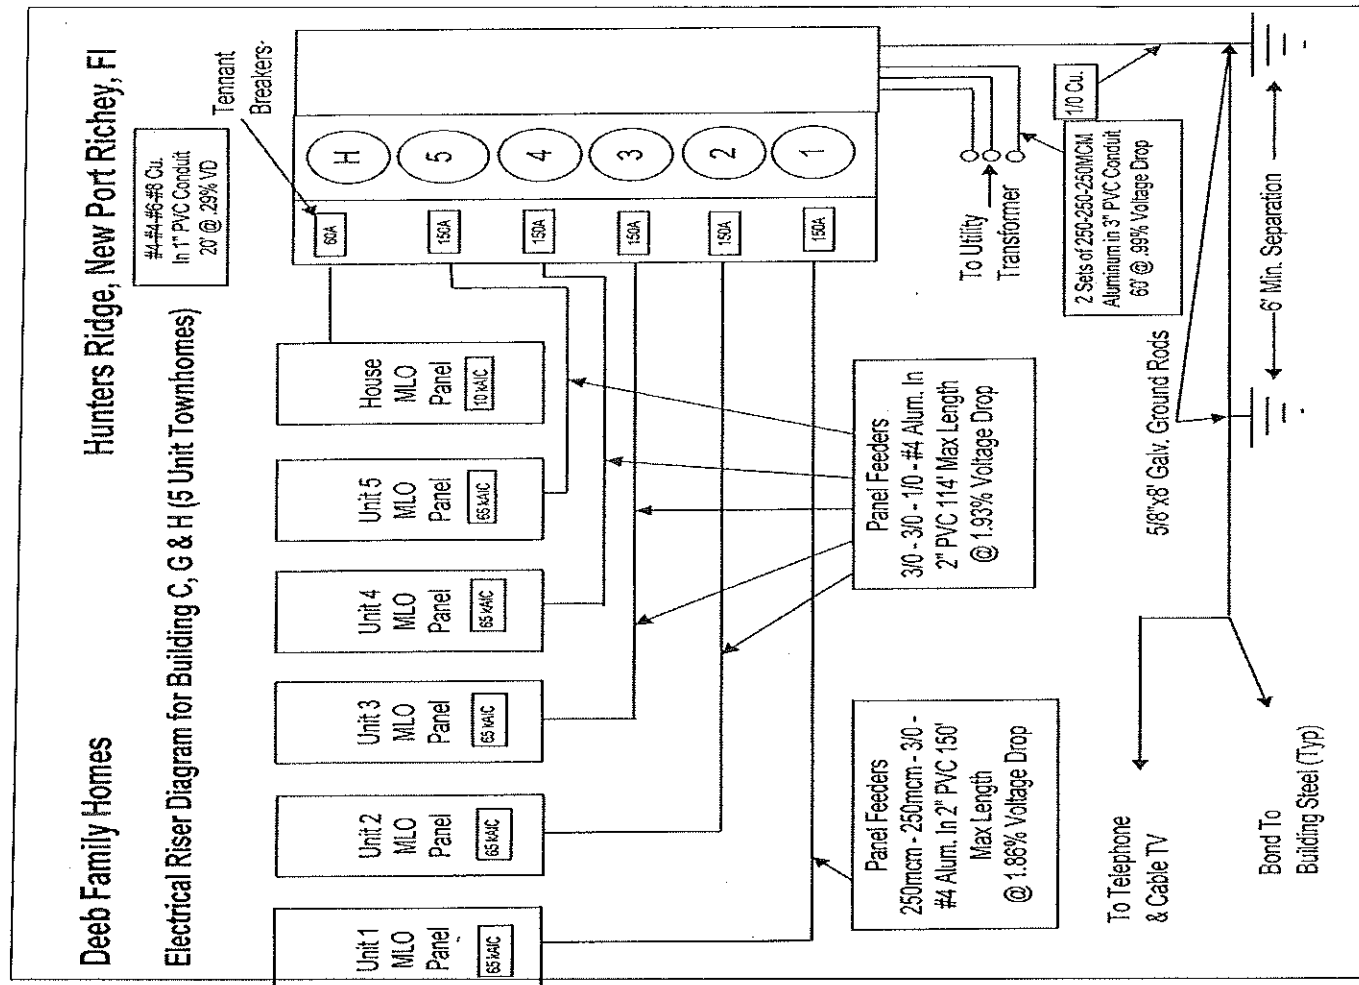 Deeb Family Homes
Hunters Ridge, New Port Richey, Fl
Electrical Riser Diagram for Building C, G & H (5 Unit Townhomes)
#4-#4-#6-#8 Cu.
In 1" PVC Conduit
20' @ .29% VD
Tennant
Breakers-
Unit 1
MLO
Panel
65 kAIC
Unit 2
MLO
Panel
65 kAIC
Unit 3
MLO
Panel
65 kAIC
Unit 4
MLO
Panel
65 kAIC
Unit 5
MLO
Panel
65 kAIC
House
MLO
Panel
10 kAIC
60A
150A
150A
150A
150A
150A
H
5
4
3
2
1
Panel Feeders
250mcm - 250mcm - 3/0 -
#4 Alum. In 2" PVC 150'
Max Length
@ 1.86% Voltage Drop
Panel Feeders
3/0 - 3/0 - 1/0 - #4 Alum. In
2" PVC 114' Max Length
@ 1.93% Voltage Drop
To Utility
Transformer
1/0 Cu.
2 Sets of 250-250-250MCM
Aluminum in 3" PVC Conduit
60' @ .99% Voltage Drop
To Telephone
& Cable TV
5/8"x8' Galv. Ground Rods
6' Min. Separation
Bond To
Building Steel (Typ)